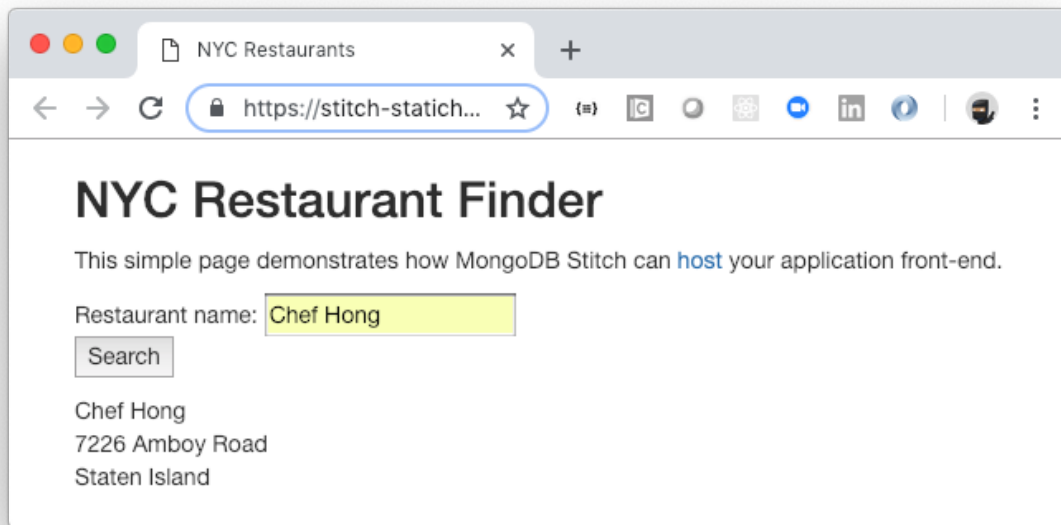 NYC Restaurants
https://stitch-statich...
{≡} C in
NYC Restaurant Finder
This simple page demonstrates how MongoDB Stitch can host your application front-end.
Restaurant name: Chef Hong
Search
Chef Hong
7226 Amboy Road
Staten Island